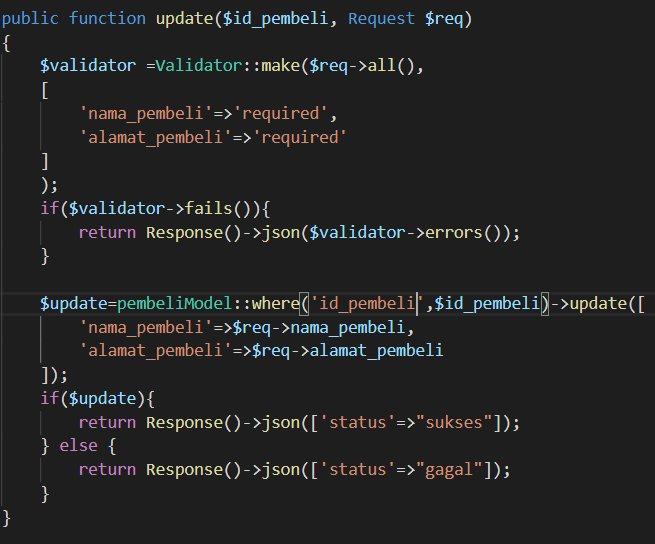 public function update($id_pembeli, Request $req)
{
    $validator =Validator::make($req->all(),
    [
        'nama_pembeli'=>'required',
        'alamat_pembeli'=>'required'
    ]
    );
    if($validator->fails()){
        return Response()->json($validator->errors());
    }

    $update=pembeliModel::where('id_pembeli',$id_pembeli)->update([
        'nama_pembeli'=>$req->nama_pembeli,
        'alamat_pembeli'=>$req->alamat_pembeli
    ]);
    if($update){
        return Response()->json(['status'=>"sukses"]);
    } else {
        return Response()->json(['status'=>"gagal"]);
    }
}